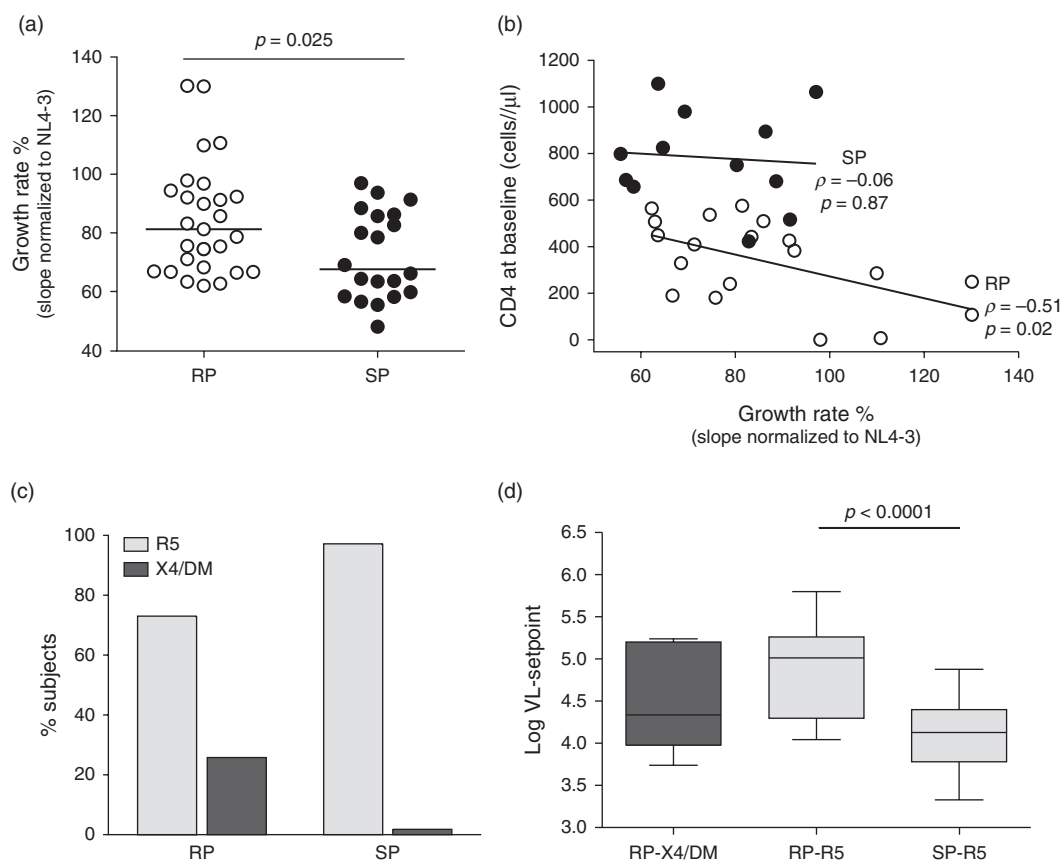 (a)
p = 0.025
140
120
100
80
60
40
Growth rate %
(slope normalized to NL4-3)
RP
SP
(b)
1200
1000
800
600
400
200
0
CD4 at baseline (cells//µl)
SP
ρ = –0.06
p = 0.87
RP
ρ = –0.51
p = 0.02
60
80
100
120
140
Growth rate %
(slope normalized to NL4-3)
(c)
100
80
60
40
20
0
% subjects
R5
X4/DM
RP
SP
(d)
p < 0.0001
6.5
6.0
5.5
5.0
4.5
4.0
3.5
3.0
Log VL-setpoint
RP-X4/DM
RP-R5
SP-R5